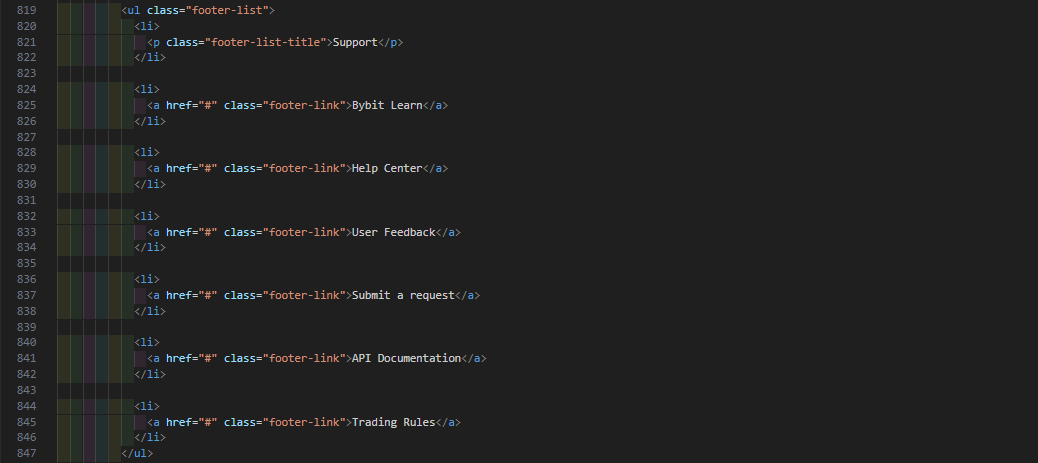 819 <ul class="footer-list">
820 <li>
821 <p class="footer-list-title">Support</p>
822 </li>
823
824 <li>
825 <a href="#" class="footer-link">Bybit Learn</a>
826 </li>
827
828 <li>
829 <a href="#" class="footer-link">Help Center</a>
830 </li>
831
832 <li>
833 <a href="#" class="footer-link">User Feedback</a>
834 </li>
835
836 <li>
837 <a href="#" class="footer-link">Submit a request</a>
838 </li>
839
840 <li>
841 <a href="#" class="footer-link">API Documentation</a>
842 </li>
843
844 <li>
845 <a href="#" class="footer-link">Trading Rules</a>
846 </li>
847 </ul>